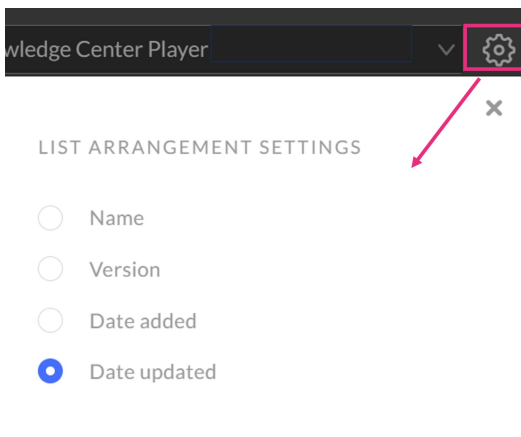 wledge Center Player
LIST ARRANGEMENT SETTINGS
Name
Version
Date added
Date updated